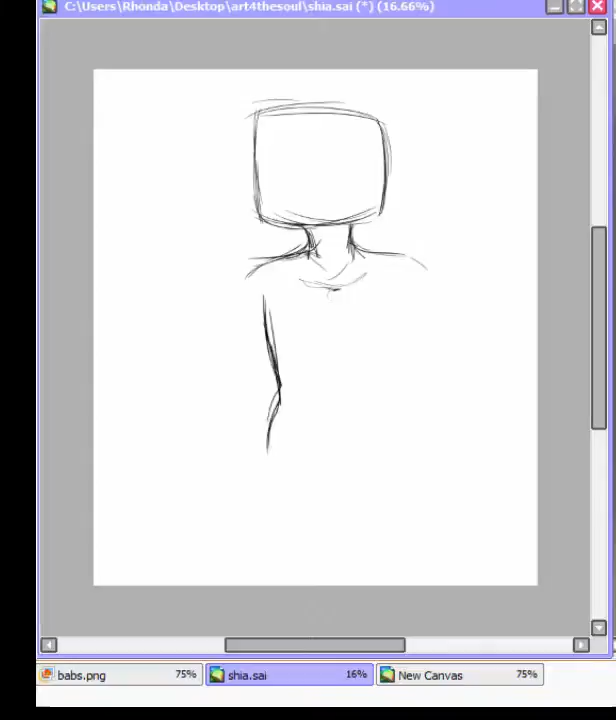 C:\Users\Rhonda\Desktop\art4thesoul\shia.sai (*) (16.66%)
babs.png 75% shia.sai 16% New Canvas 75%